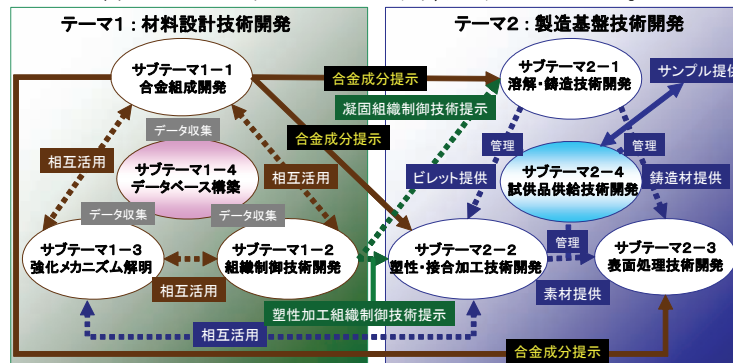 テーマ1：材料設計技術開発
テーマ2：製造基盤技術開発
サブテーマ1－1
合金組成開発
合金成分提示
サブテーマ2－1
溶解・鋳造技術開発
サンプル提供
凝固組織制御技術提示
データ収集
合金成分提示
管理
管理
相互活用
サブテーマ1－4
データベース構築
相互活用
ビレット提供
サブテーマ2－4
試供品供給技術開発
鋳造材提供
データ収集
データ収集
サブテーマ1－3
強化メカニズム解明
サブテーマ1－2
組織制御技術開発
サブテーマ2－2
塑性・接合加工技術開発
管理
サブテーマ2－3
表面処理技術開発
相互活用
素材提供
塑性加工組織制御技術提示
相互活用
合金成分提示